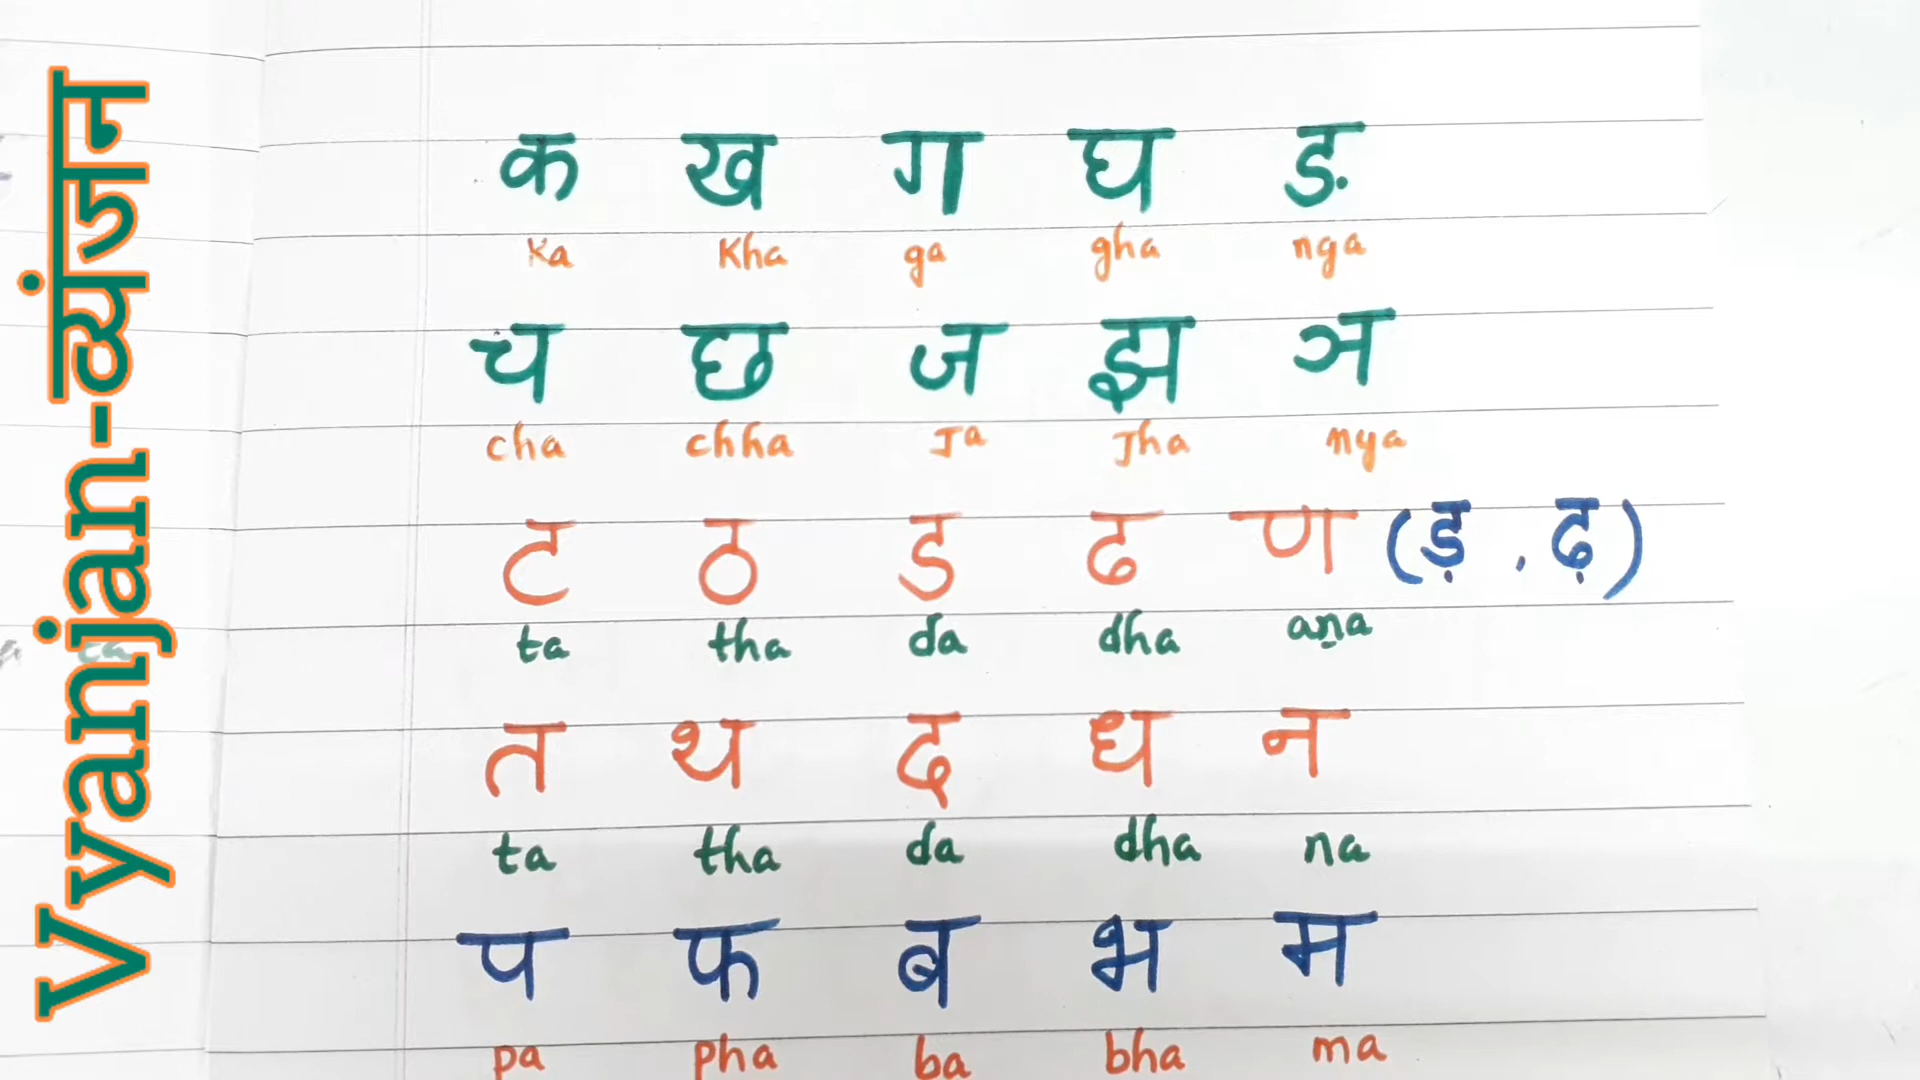 Vyanjan-व्यंजन
क ख ग घ ङ
ka kha ga gha nga
च छ ज झ ञ
cha chha Ja Jha nya
ट ठ ड ढ ण (ड़ , ढ़)
ta tha da dha aṇa
त थ द ध न
ta tha da dha na
प फ ब भ म
pa pha ba bha ma